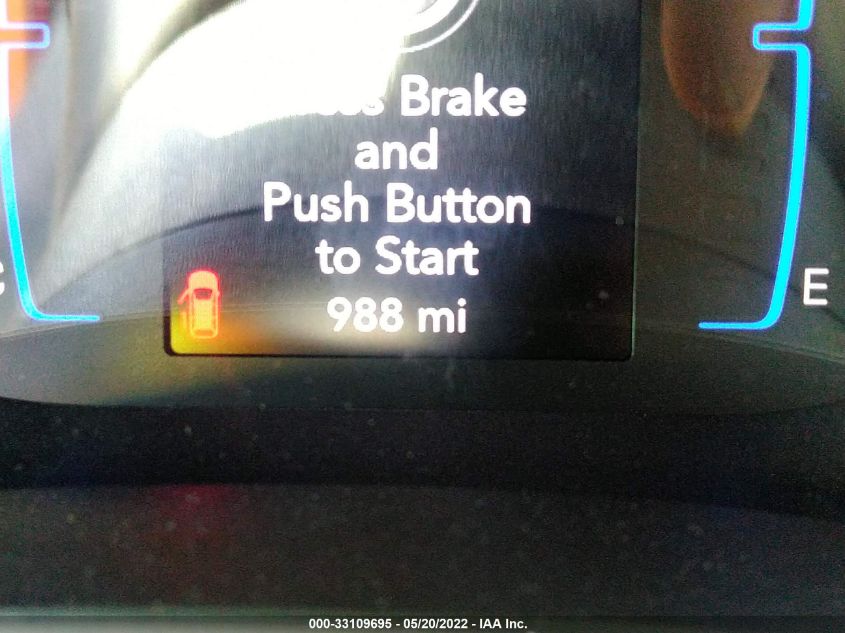 Brake
and
Push Button
to Start
988 mi
E
000-33109695 - 05/20/2022 - IAA Inc.